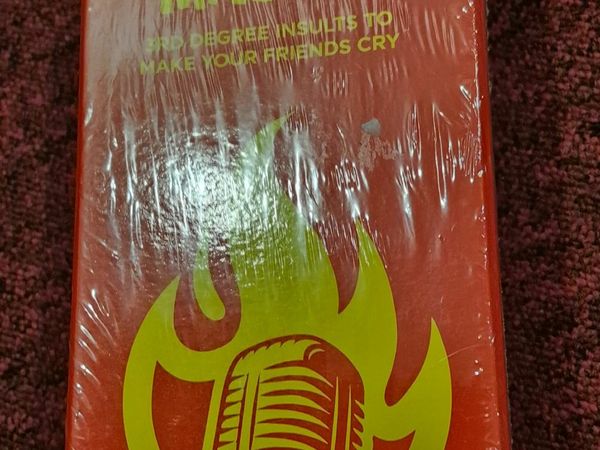 3RD DEGREE INSULTS TO
MAKE YOUR FRIENDS CRY